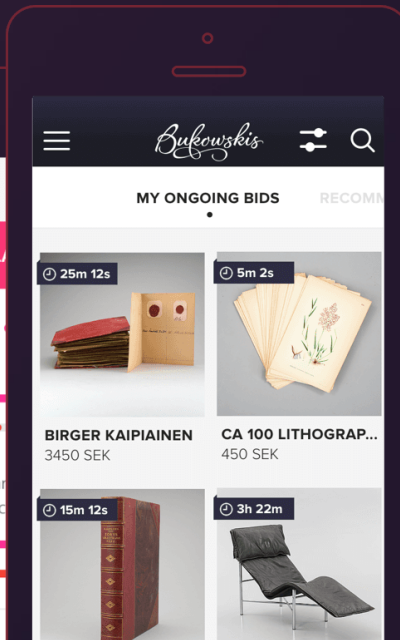 Bukowskis
MY ONGOING BIDS RECOMM
25m 12s
5m 2s
BIRGER KAIPIAINEN
CA 100 LITHOGRAP...
3450 SEK
450 SEK
15m 12s
3h 22m